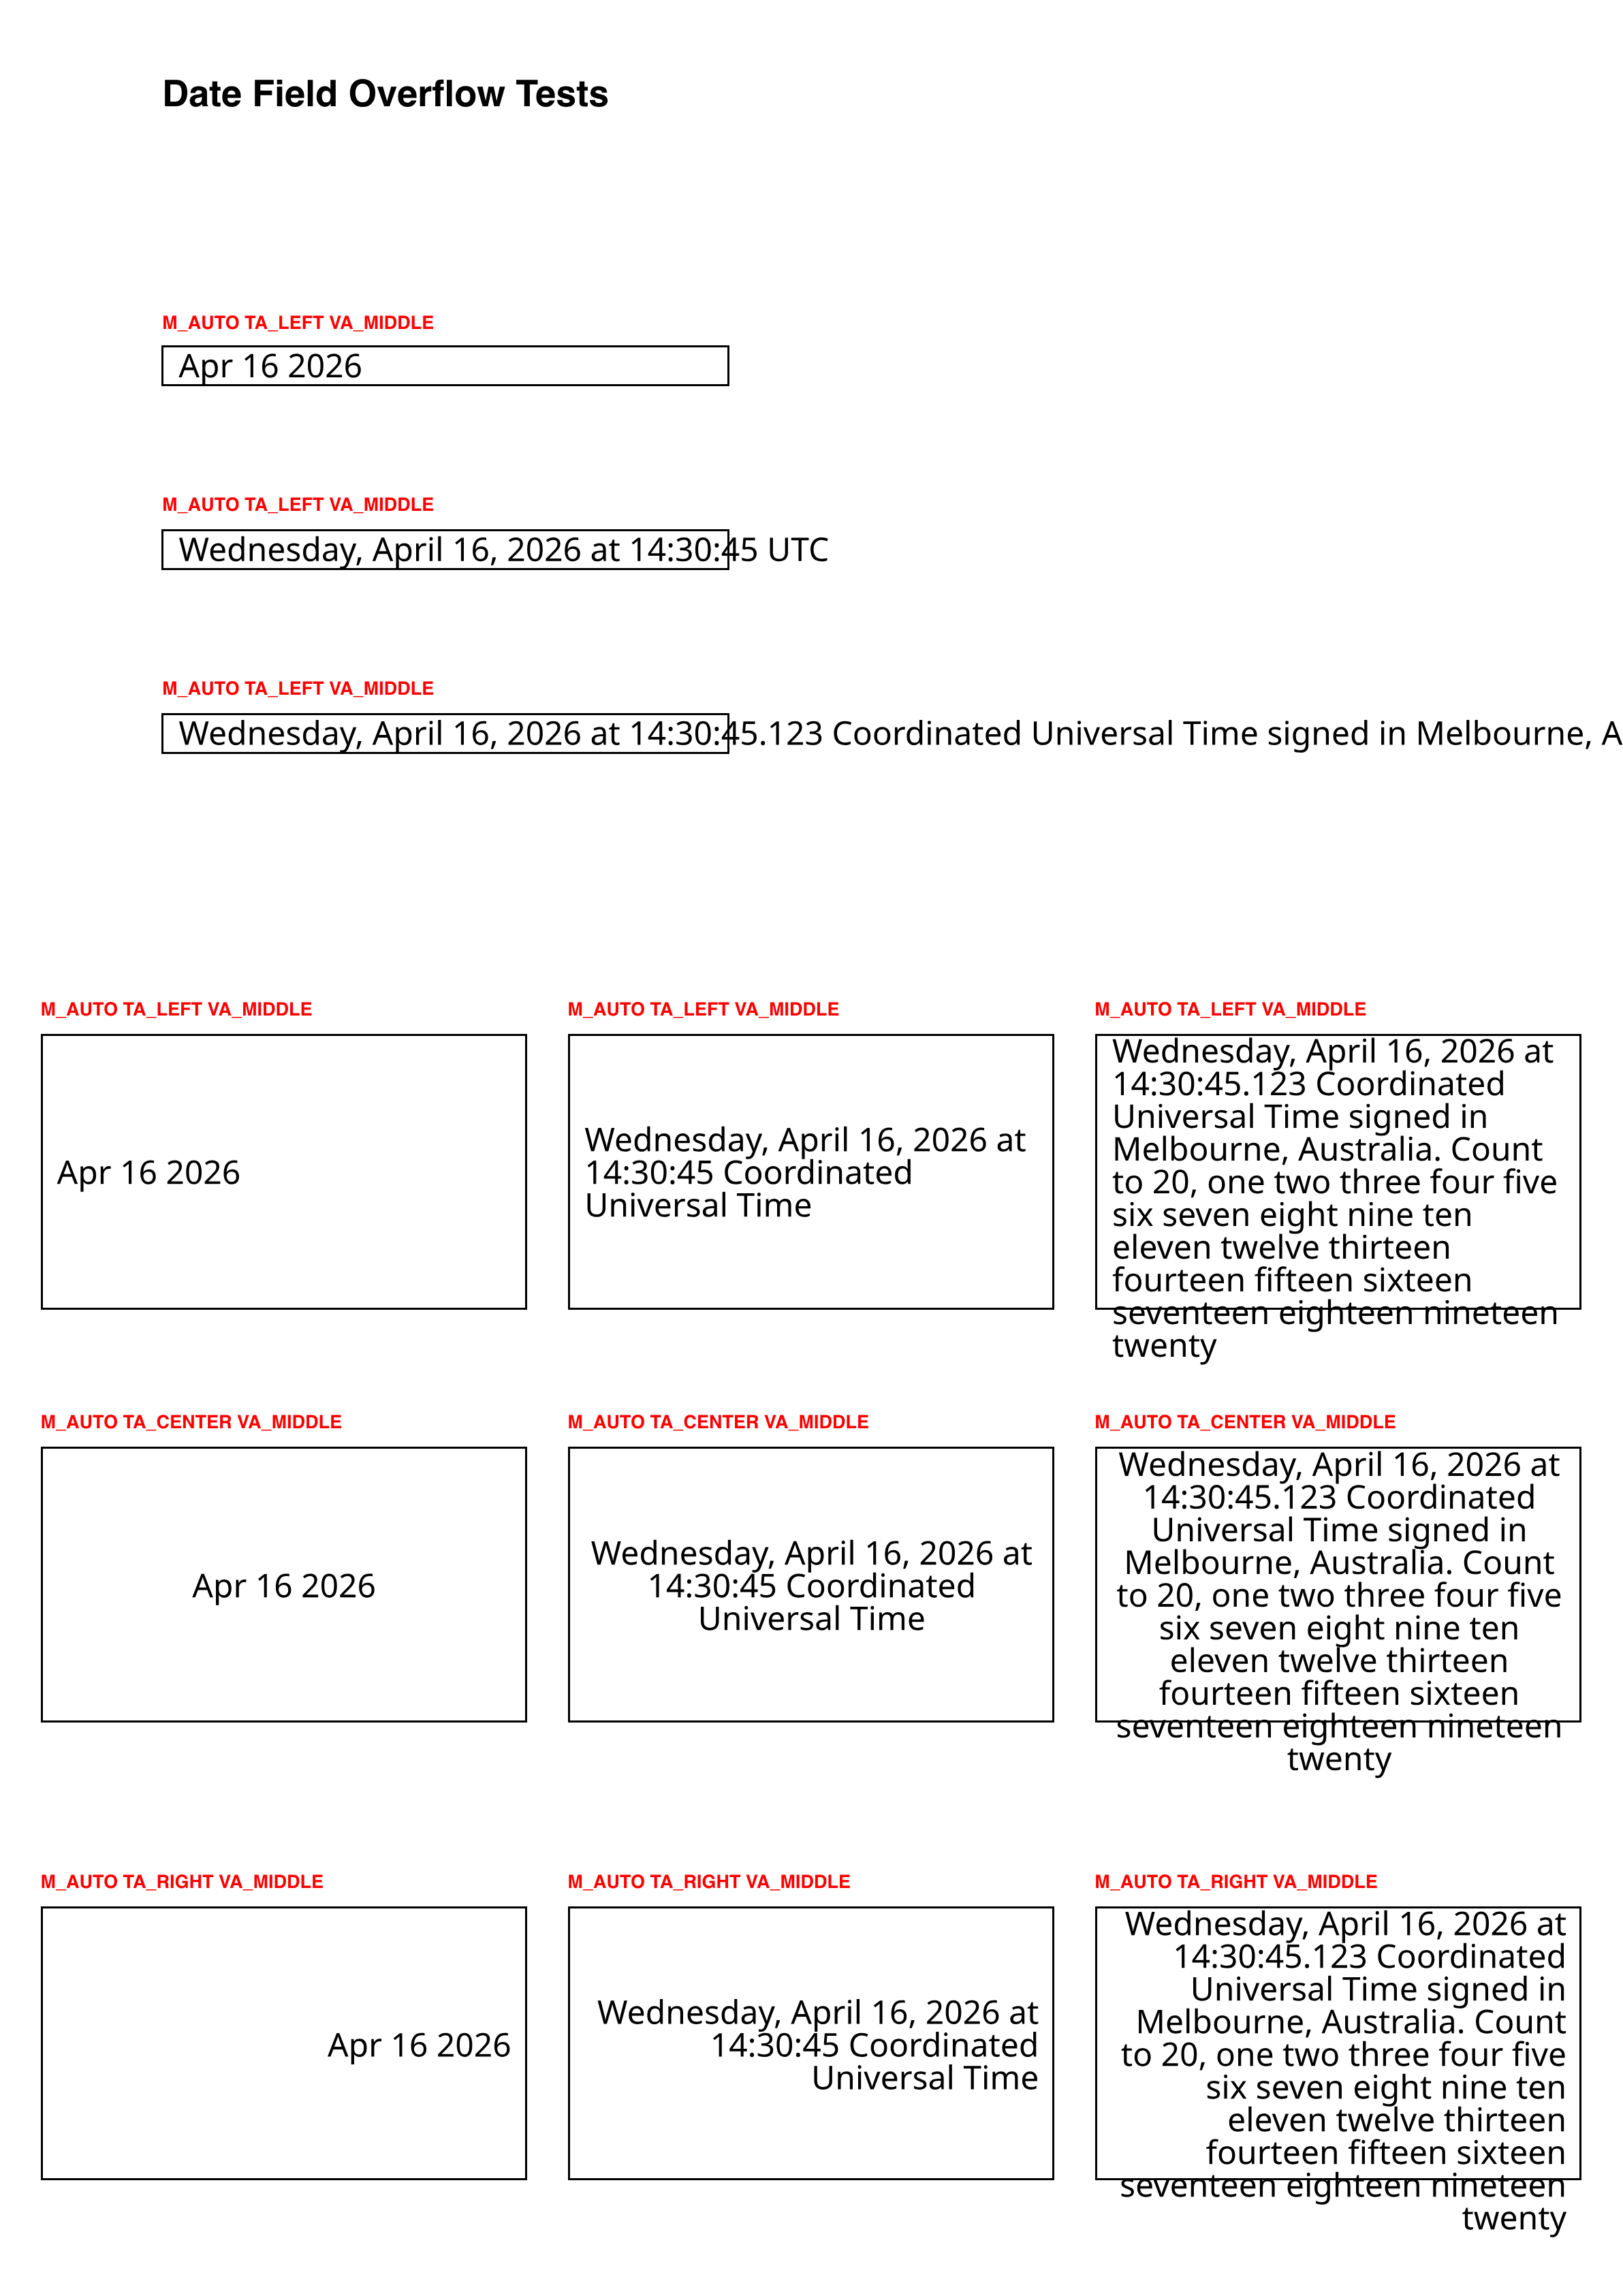 Date Field Overflow Tests
M_AUTO TA_LEFT VA_MIDDLE
Apr 16 2026
M_AUTO TA_LEFT VA_MIDDLE
Wednesday, April 16, 2026 at 14:30:45 UTC
M_AUTO TA_LEFT VA_MIDDLE
Wednesday, April 16, 2026 at 14:30:45.123 Coordinated Universal Time signed in Melbourne, A
M_AUTO TA_LEFT VA_MIDDLE
Apr 16 2026
M_AUTO TA_LEFT VA_MIDDLE
Wednesday, April 16, 2026 at
14:30:45 Coordinated
Universal Time
M_AUTO TA_LEFT VA_MIDDLE
Wednesday, April 16, 2026 at
14:30:45.123 Coordinated
Universal Time signed in
Melbourne, Australia. Count
to 20, one two three four five
six seven eight nine ten
eleven twelve thirteen
fourteen fifteen sixteen
seventeen eighteen nineteen
twenty
M_AUTO TA_CENTER VA_MIDDLE
Apr 16 2026
M_AUTO TA_CENTER VA_MIDDLE
Wednesday, April 16, 2026 at
14:30:45 Coordinated
Universal Time
M_AUTO TA_CENTER VA_MIDDLE
Wednesday, April 16, 2026 at
14:30:45.123 Coordinated
Universal Time signed in
Melbourne, Australia. Count
to 20, one two three four five
six seven eight nine ten
eleven twelve thirteen
fourteen fifteen sixteen
seventeen eighteen nineteen
twenty
M_AUTO TA_RIGHT VA_MIDDLE
Apr 16 2026
M_AUTO TA_RIGHT VA_MIDDLE
Wednesday, April 16, 2026 at
14:30:45 Coordinated
Universal Time
M_AUTO TA_RIGHT VA_MIDDLE
Wednesday, April 16, 2026 at
14:30:45.123 Coordinated
Universal Time signed in
Melbourne, Australia. Count
to 20, one two three four five
six seven eight nine ten
eleven twelve thirteen
fourteen fifteen sixteen
seventeen eighteen nineteen
twenty